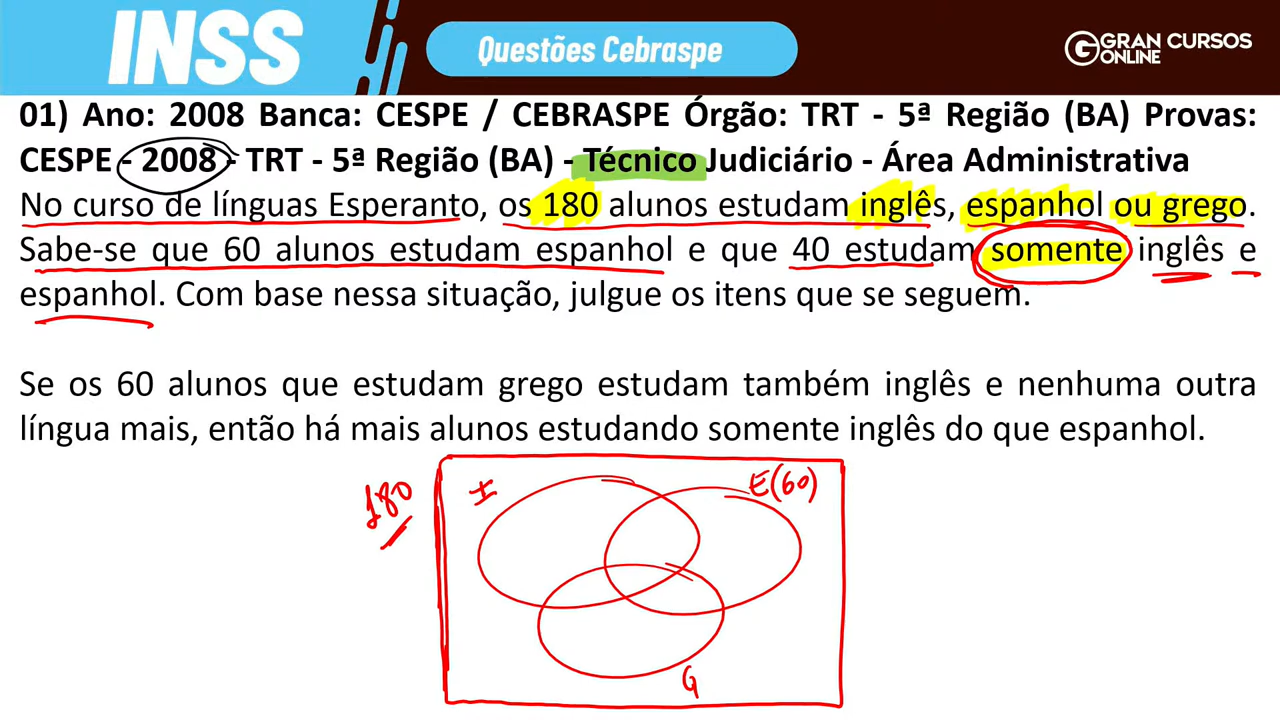 INSS
Questões Cebraspe
GRAN CURSOS
ONLINE
01) Ano: 2008 Banca: CESPE / CEBRASPE Órgão: TRT - 5ª Região (BA) Provas:
CESPE - 2008 - TRT - 5ª Região (BA) - Técnico Judiciário - Área Administrativa
No curso de línguas Esperanto, os 180 alunos estudam inglês, espanhol ou grego.
Sabe-se que 60 alunos estudam espanhol e que 40 estudam somente inglês e
espanhol. Com base nessa situação, julgue os itens que se seguem.
Se os 60 alunos que estudam grego estudam também inglês e nenhuma outra
língua mais, então há mais alunos estudando somente inglês do que espanhol.
180
I
E(60)
G